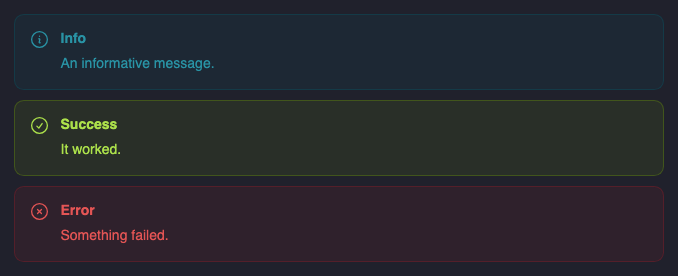 Info
An informative message.
Success
It worked.
Error
Something failed.